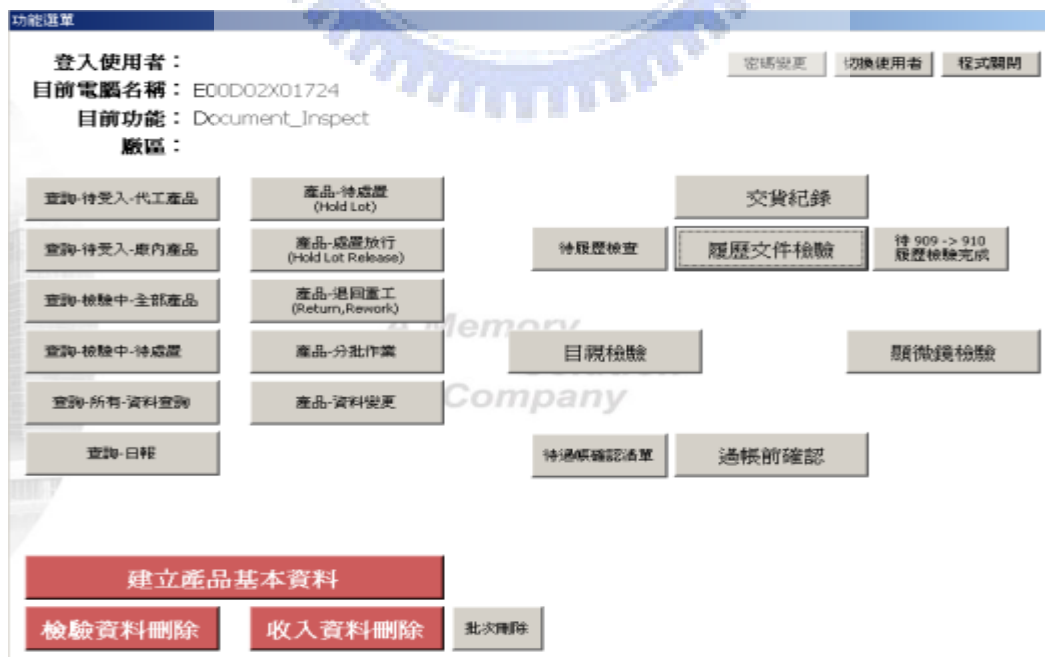 功能選單
登入使用者：
密碼變更 切換使用者 程式關閉
目前電腦名稱： E00D02X01724
目前功能： Document_Inspect
廠區：
查詢-待受入-代工產品
產品-待處置
(Hold Lot)
交貨紀錄
查詢-待受入-廠內產品
產品-處置放行
(Hold Lot Release)
待履歷檢查
履歷文件檢驗
待 909 -> 910
履歷檢驗完成
查詢-檢驗中-全部產品
產品-退回重工
(Return,Rework)
A Memory
查詢-檢驗中-待處置
產品-分批作業
目視檢驗
顯微鏡檢驗
Solution
查詢-所有-資料查詢
產品-資料變更
Company
查詢-日報
待過帳確認清單
過帳前確認
建立產品基本資料
檢驗資料刪除
收入資料刪除
批次刪除